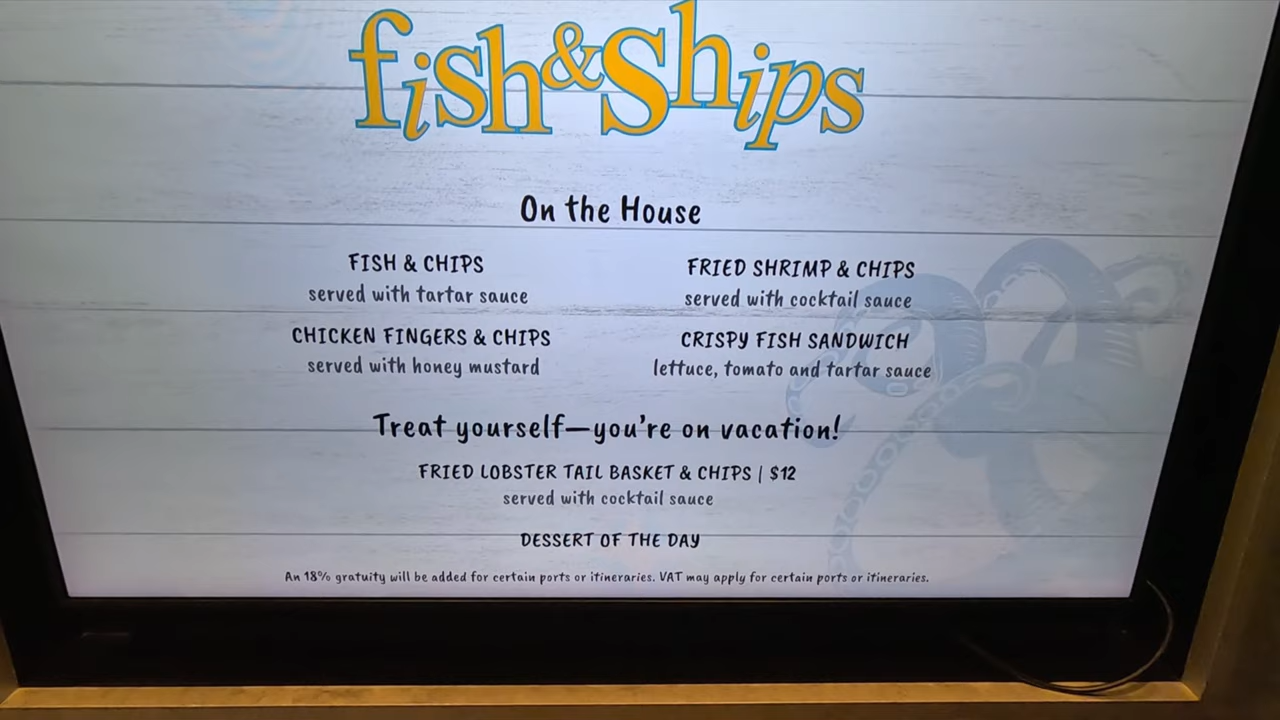 fish & Ships
On the House
FISH & CHIPS
served with tartar sauce
FRIED SHRIMP & CHIPS
served with cocktail sauce
CHICKEN FINGERS & CHIPS
served with honey mustard
CRISPY FISH SANDWICH
lettuce, tomato and tartar sauce
Treat yourself—you're on vacation!
FRIED LOBSTER TAIL BASKET & CHIPS | $12
served with cocktail sauce
DESSERT OF THE DAY
An 18% gratuity will be added for certain ports or itineraries. VAT may apply for certain ports or itineraries.